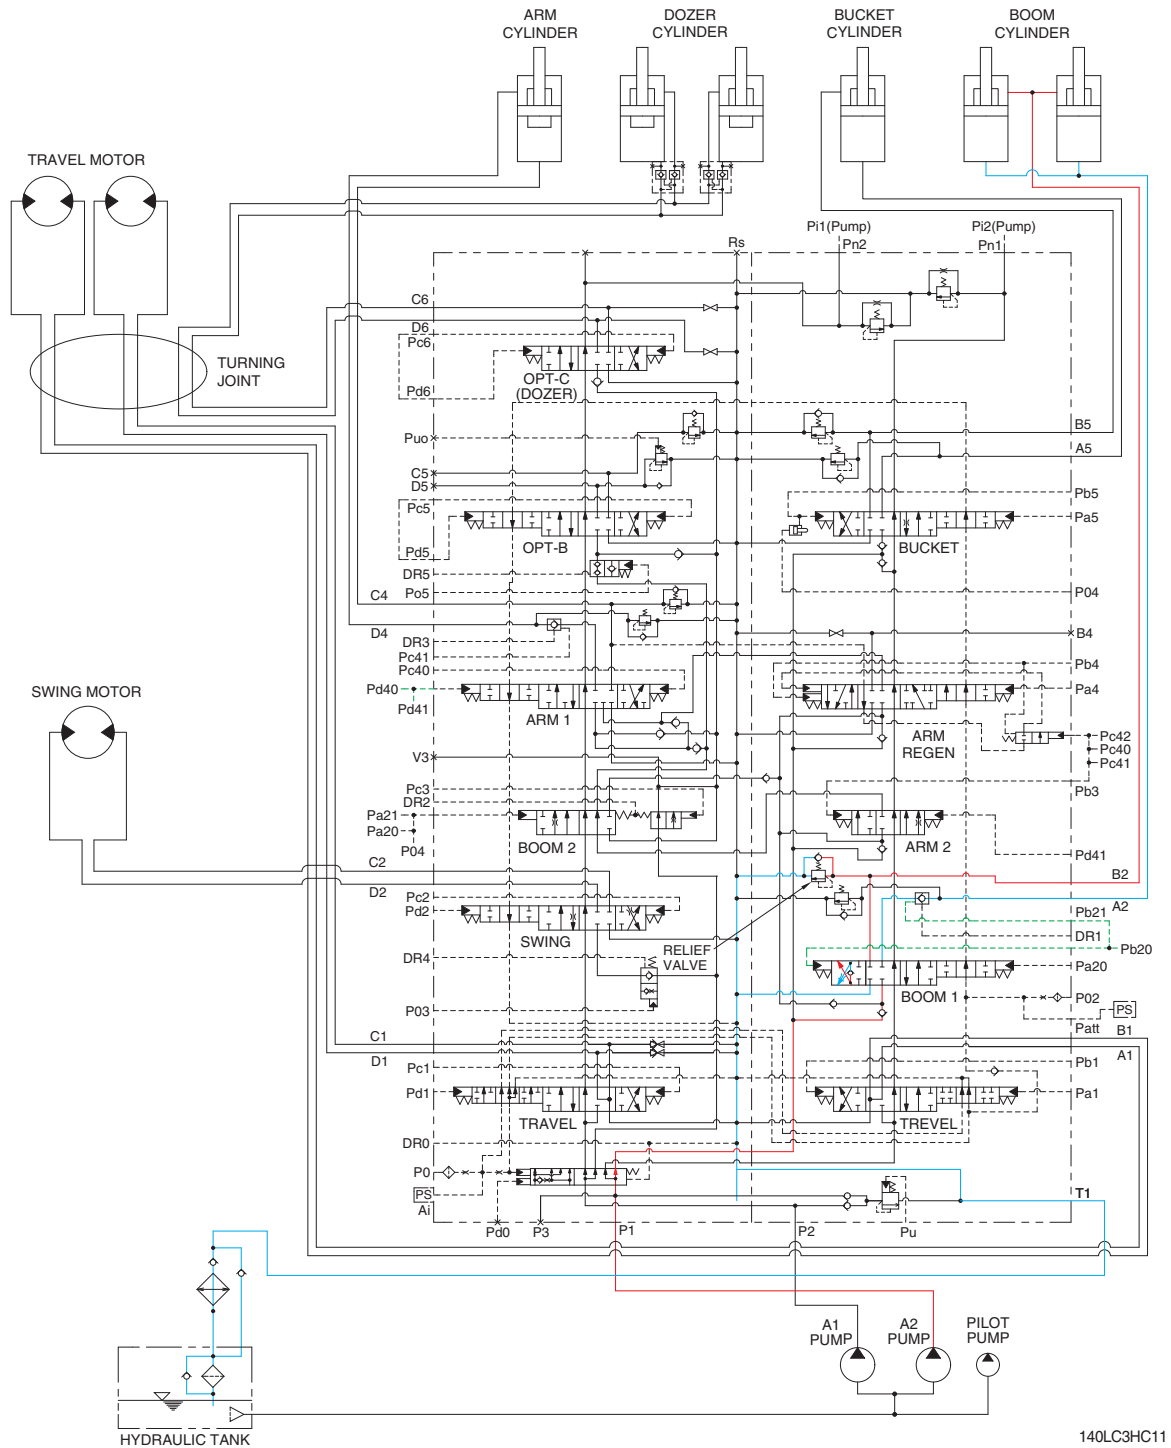 ARM
CYLINDER
DOZER
CYLINDER
BUCKET
CYLINDER
BOOM
CYLINDER
TRAVEL MOTOR
TURNING
JOINT
Pi1(Pump)
Pn2
Pi2(Pump)
Pn1
Rs
C6
D6
Pc6
Pd6
OPT-C
(DOZER)
Puo
C5
D5
Pc5
Pd5
OPT-B
DR5
Po5
C4
D4
DR3
Pc41
Pc40
Pd40
Pd41
ARM 1
V3
Pc3
DR2
Pa21
Pa20
P04
BOOM 2
SWING MOTOR
C2
D2
Pc2
Pd2
SWING
DR4
P03
RELIEF
VALVE
C1
D1
Pc1
Pd1
TRAVEL
DR0
P0
PS
Ai
Pd0
P3
P1
P2
Pu
B5
A5
Pb5
Pa5
BUCKET
P04
B4
Pb4
Pa4
ARM
REGEN
Pc42
Pc40
Pc41
Pb3
ARM 2
Pd41
B2
A2
Pb21
DR1
Pb20
Pa20
BOOM 1
P02
PS
Patt
B1
A1
Pb1
Pa1
TREVEL
T1
A1
PUMP
A2
PUMP
PILOT
PUMP
HYDRAULIC TANK
140LC3HC11